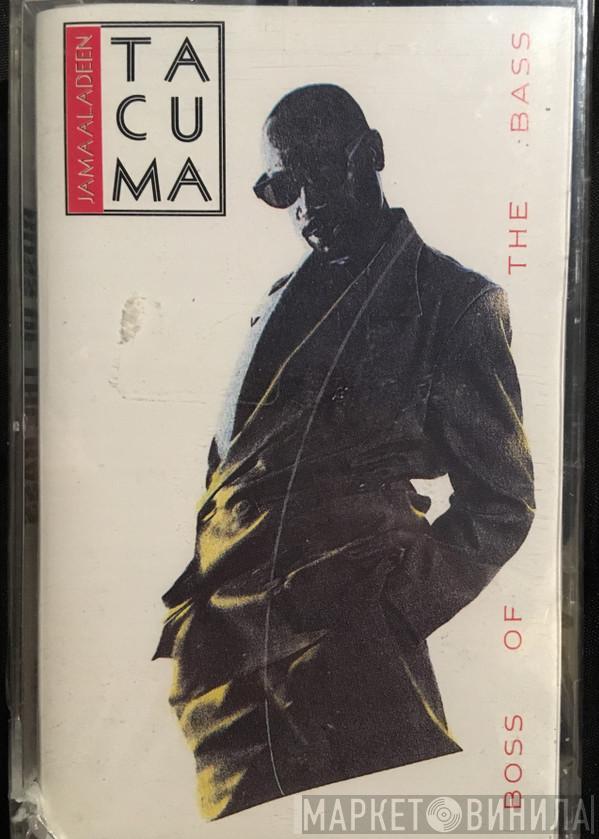 JAMAALADEEN
TA
CU
MA
BOSS OF THE BASS
МАРКЕТ ВИНИЛА